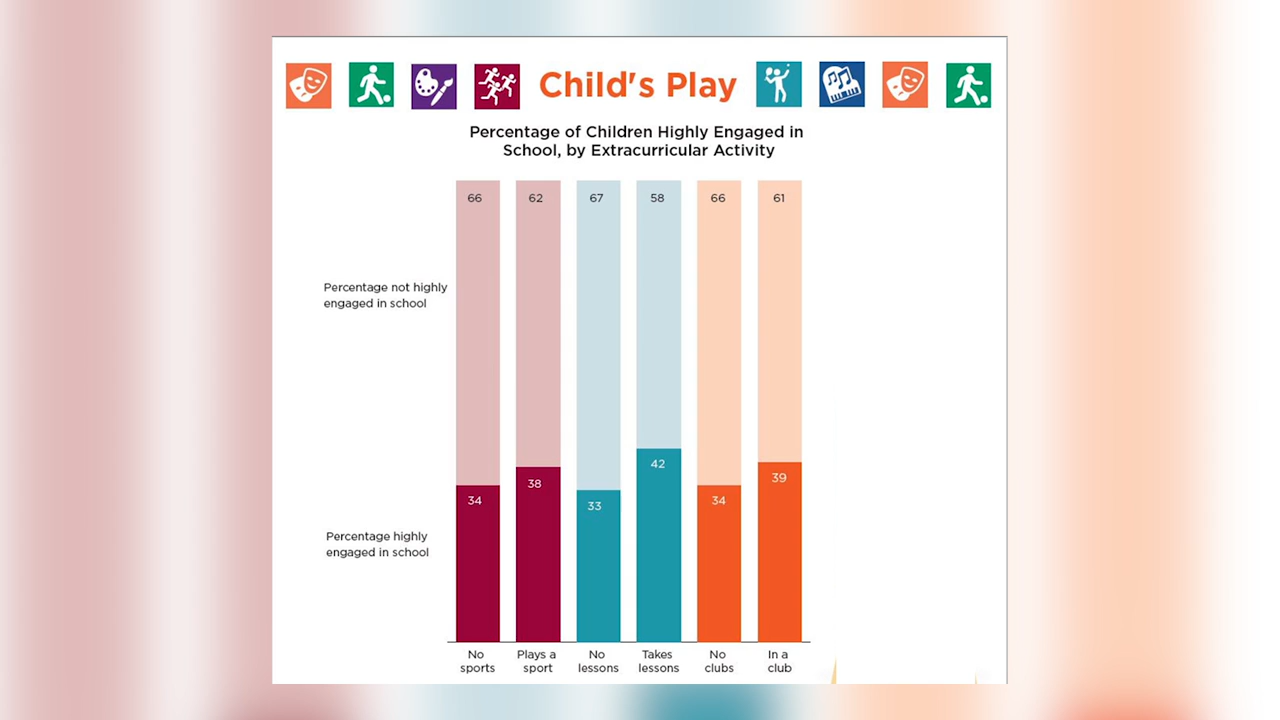 Child's Play
Percentage of Children Highly Engaged in
School, by Extracurricular Activity
66
62
67
58
66
61
Percentage not highly
engaged in school
34
38
33
42
34
39
Percentage highly
engaged in school
No
sports
Plays a
sport
No
lessons
Takes
lessons
No
clubs
In a
club